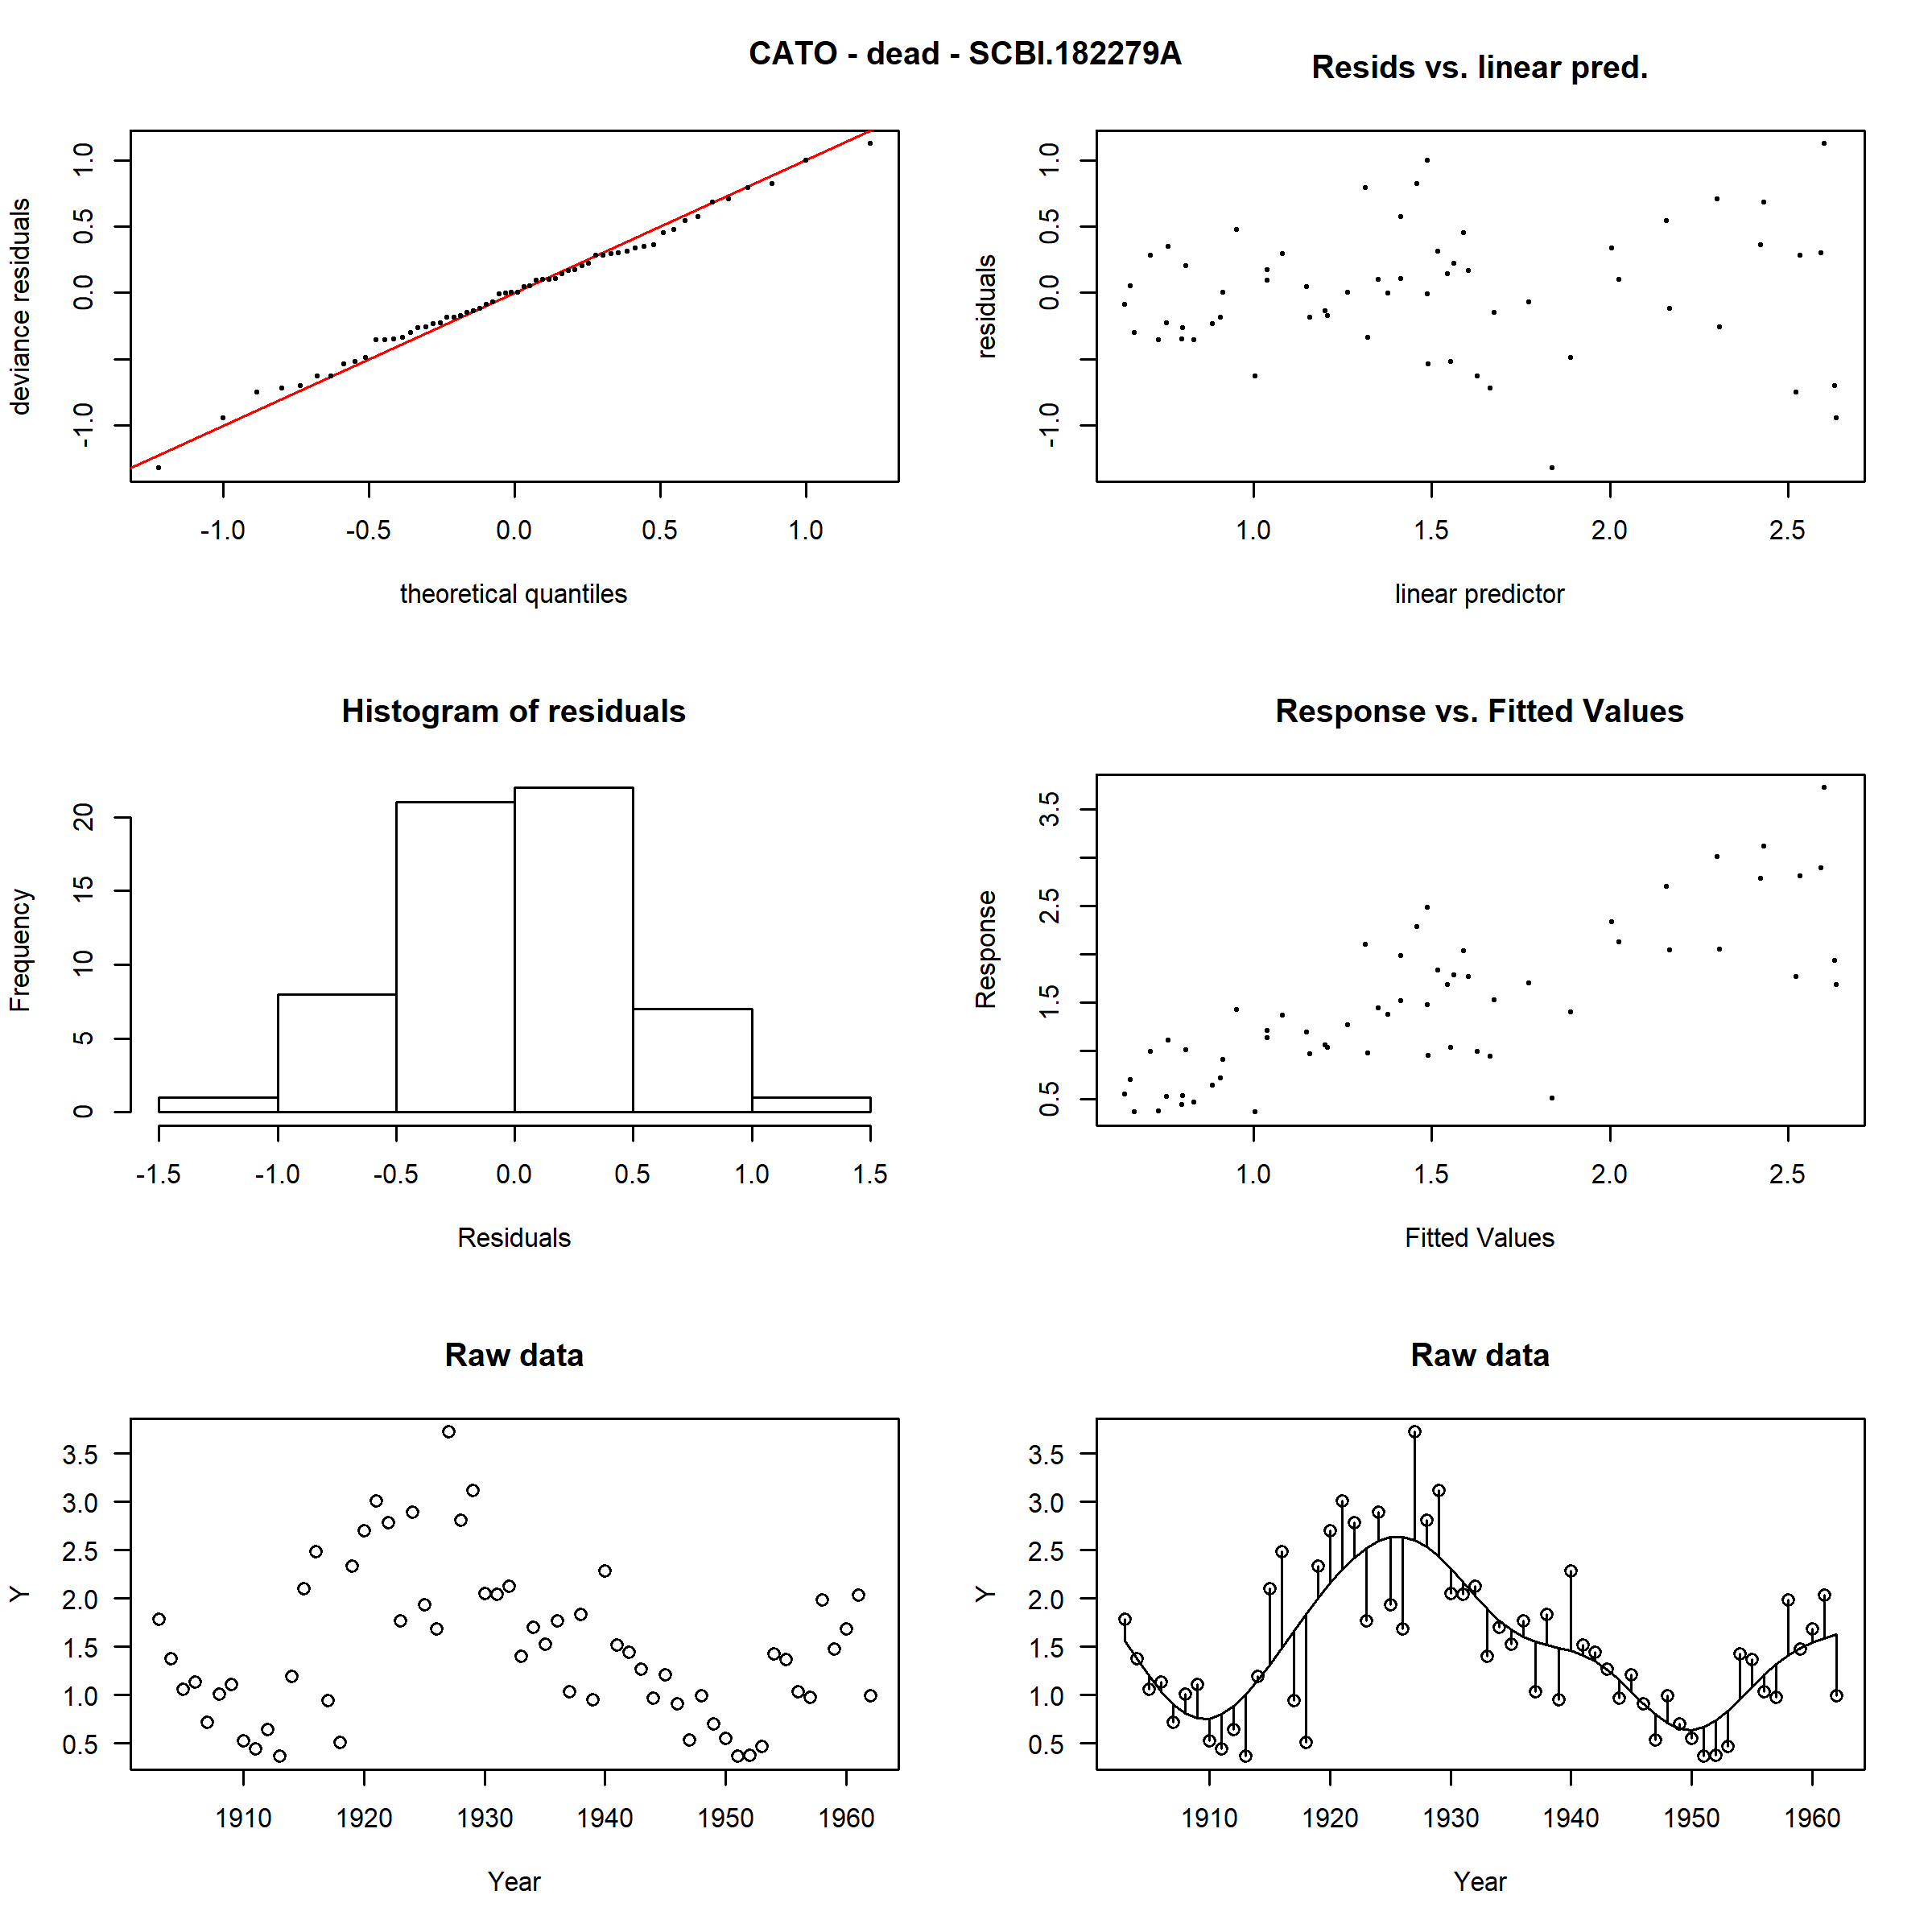 CATO - dead - SCBI.182279A
Resids vs. linear pred.
deviance residuals
-1.0 0.0 0.5 1.0
-1.0 -0.5 0.0 0.5 1.0
theoretical quantiles
residuals
-1.0 0.0 0.5 1.0
1.0 1.5 2.0 2.5
linear predictor
Histogram of residuals
Frequency
0 5 10 15 20
-1.5 -1.0 -0.5 0.0 0.5 1.0 1.5
Residuals
Response vs. Fitted Values
Response
0.5 1.5 2.5 3.5
1.0 1.5 2.0 2.5
Fitted Values
Raw data
Y
3.5
3.0
2.5
2.0
1.5
1.0
0.5
1910 1920 1930 1940 1950 1960
Year
Raw data
Y
3.5
3.0
2.5
2.0
1.5
1.0
0.5
1910 1920 1930 1940 1950 1960
Year